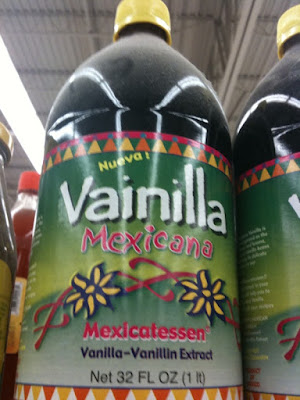 Nueva!
Vainilla
Mexicana
Mexicatessen
Vanilla-Vanillin Extract
Net 32 FL OZ (1 lt)